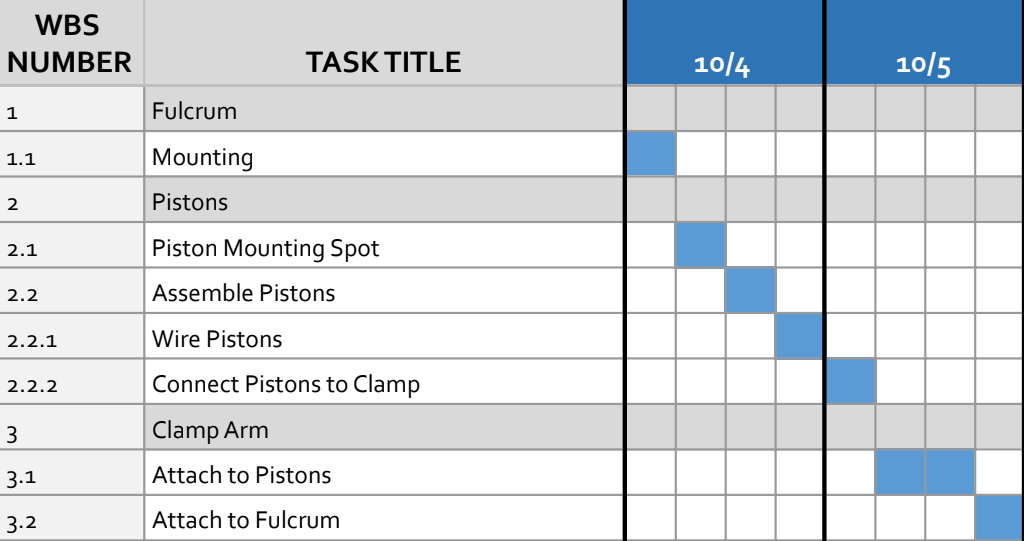 WBS
NUMBER TASK TITLE 10/4 10/5
1 Fulcrum
1.1 Mounting
2 Pistons
2.1 Piston Mounting Spot
2.2 Assemble Pistons
2.2.1 Wire Pistons
2.2.2 Connect Pistons to Clamp
3 Clamp Arm
3.1 Attach to Pistons
3.2 Attach to Fulcrum